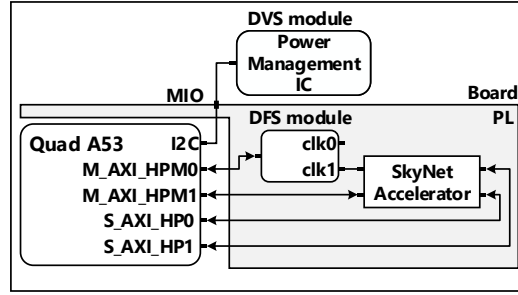 DVS module
Power
Management
IC
MIO
Board
DFS module
PL
Quad A53
I2C
clk0
M_AXI_HPM0
clk1
SkyNet
Accelerator
M_AXI_HPM1
S_AXI_HP0
S_AXI_HP1